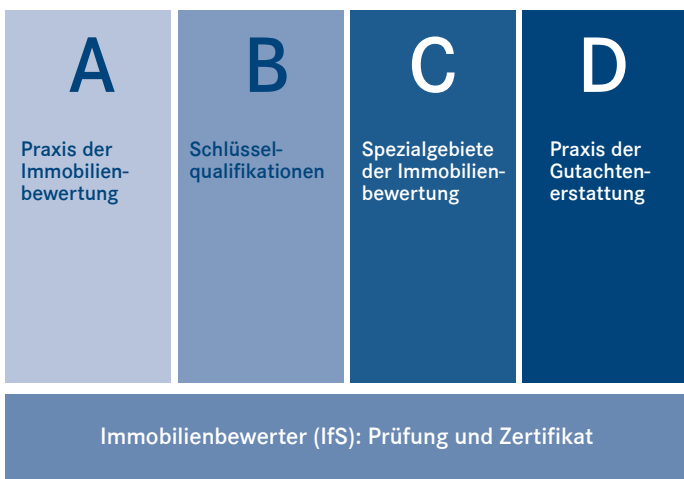 A
Praxis der
Immobilien-
bewertung
B
Schlüssel-
qualifikationen
C
Spezialgebiete
der Immobilien-
bewertung
D
Praxis der
Gutachten-
erstattung
Immobilienbewerter (IfS): Prüfung und Zertifikat